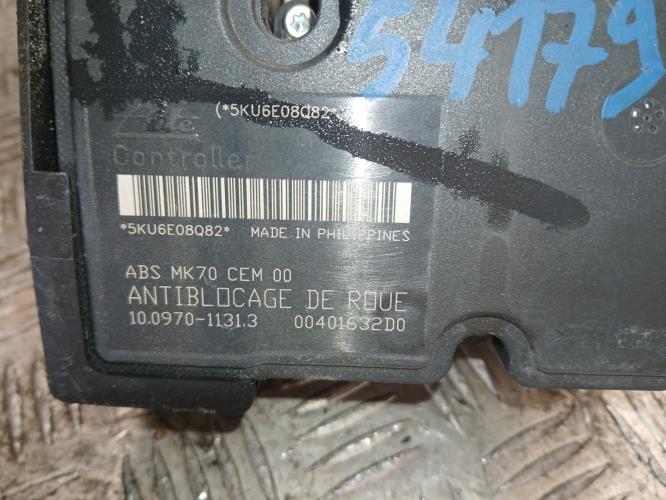 54179
(*5KU6E08Q82*)
ATE
Controller
*5KU6E08Q82* MADE IN PHILIPPINES
ABS MK70 CEM 00
ANTIBLOCAGE DE ROUE
10.0970-1131.3 00401632D0